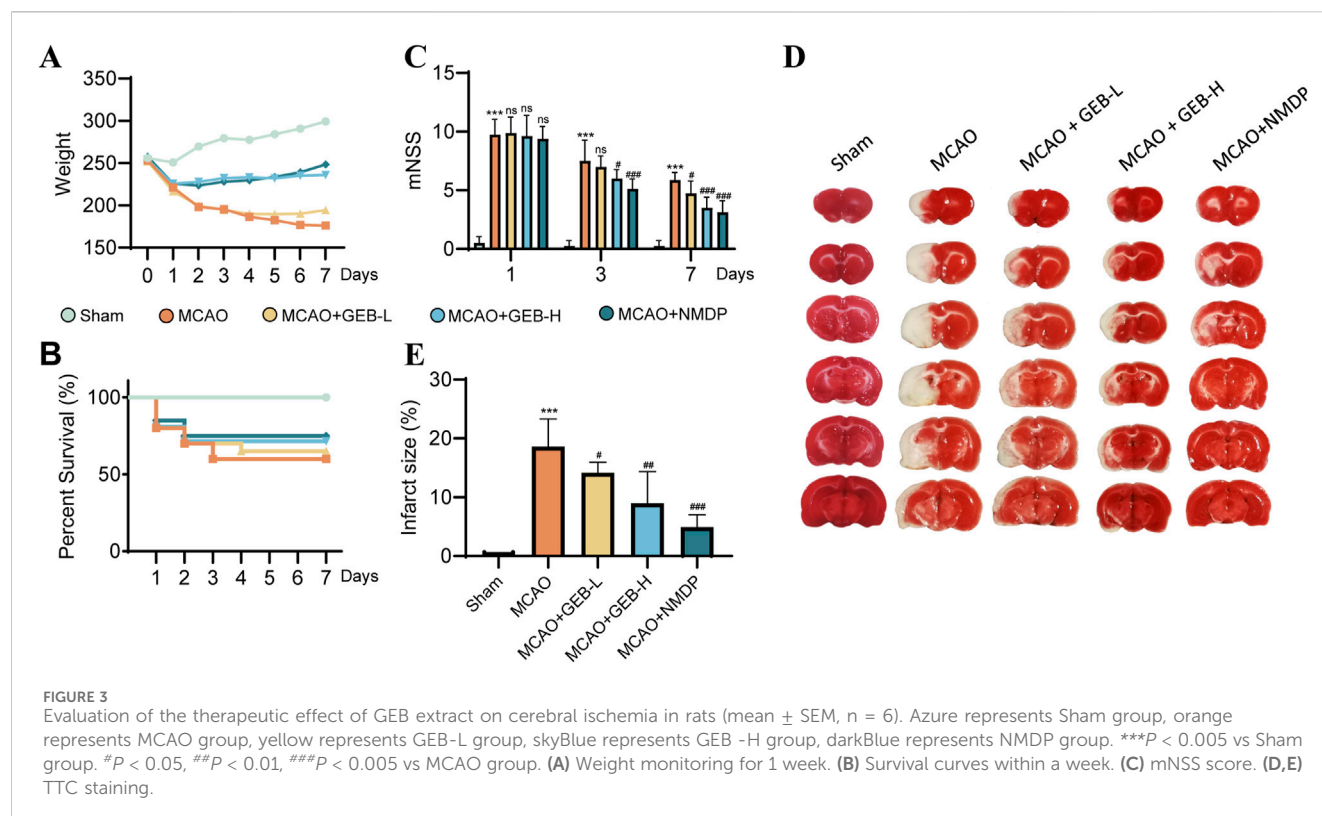 A
Weight
350
300
250
200
150
0 1 2 3 4 5 6 7 Days
C
mNSS
15
10
5
0
*** ns ns ns
*** ns # ###
*** # ### ###
1 3 7 Days
Sham MCAO MCAO+GEB-L MCAO+GEB-H MCAO+NMDP
B
Percent Survival (%)
100
50
0
1 2 3 4 5 6 7 Days
E
Infarct size (%)
30
20
10
0
*** # ## ###
Sham
MCAO
MCAO+GEB-L
MCAO+GEB-H
MCAO+NMDP
D
Sham
MCAO
MCAO + GEB-L
MCAO + GEB-H
MCAO+NMDP
FIGURE 3
Evaluation of the therapeutic effect of GEB extract on cerebral ischemia in rats (mean ± SEM, n = 6). Azure represents Sham group, orange
represents MCAO group, yellow represents GEB-L group, skyBlue represents GEB -H group, darkBlue represents NMDP group. ***P < 0.005 vs Sham
group. #P < 0.05, ##P < 0.01, ###P < 0.005 vs MCAO group. (A) Weight monitoring for 1 week. (B) Survival curves within a week. (C) mNSS score. (D,E)
TTC staining.